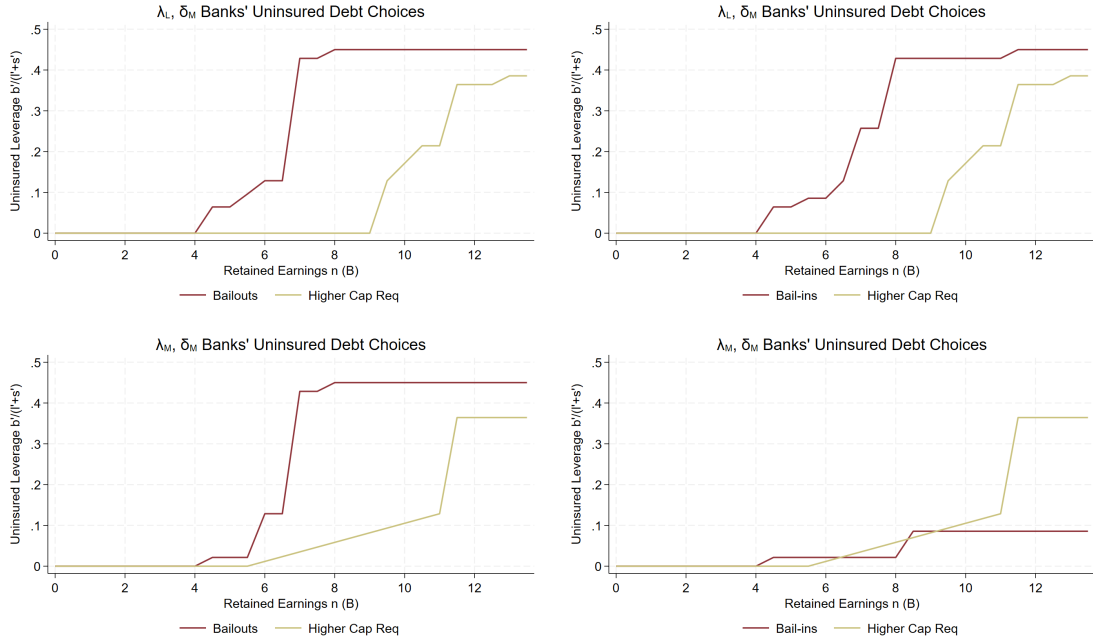 λL, δM Banks' Uninsured Debt Choices
Uninsured Leverage b'/(l'+s')
.5
.4
.3
.2
.1
0
0 2 4 6 8 10 12
Retained Earnings n (B)
Bailouts Higher Cap Req
λL, δM Banks' Uninsured Debt Choices
Uninsured Leverage b'/(l'+s')
.5
.4
.3
.2
.1
0
0 2 4 6 8 10 12
Retained Earnings n (B)
Bail-ins Higher Cap Req
λM, δM Banks' Uninsured Debt Choices
Uninsured Leverage b'/(l'+s')
.5
.4
.3
.2
.1
0
0 2 4 6 8 10 12
Retained Earnings n (B)
Bailouts Higher Cap Req
λM, δM Banks' Uninsured Debt Choices
Uninsured Leverage b'/(l'+s')
.5
.4
.3
.2
.1
0
0 2 4 6 8 10 12
Retained Earnings n (B)
Bail-ins Higher Cap Req